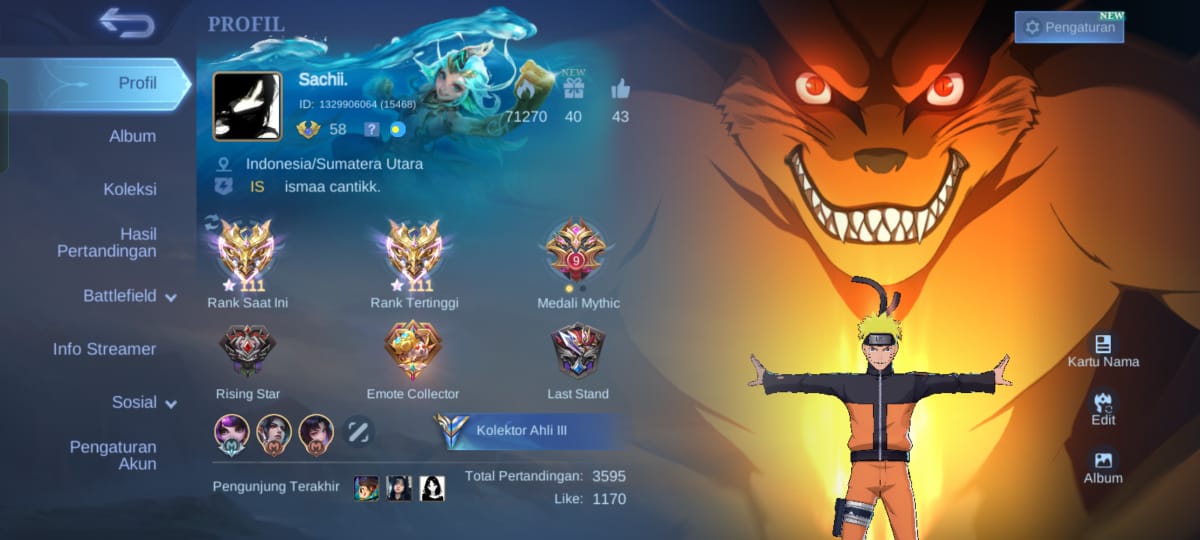 PROFIL
NEW
Pengaturan
Profil
Album
Koleksi
Hasil
Pertandingan
Battlefield
Info Streamer
Sosial
Pengaturan
Akun
Sachii.
ID: 1329906064 (15468)
58
?
NEW
71270
40
43
Indonesia/Sumatera Utara
IS ismaa cantikk.
111
Rank Saat Ini
111
Rank Tertinggi
9
Medali Mythic
Rising Star
Emote Collector
Last Stand
Kolektor Ahli III
Pengunjung Terakhir
Total Pertandingan: 3595
Like: 1170
Kartu Nama
Edit
Album